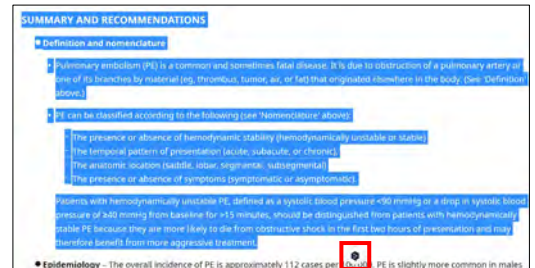 SUMMARY AND RECOMMENDATIONS
Definition and nomenclature
Pulmonary embolism (PE) is a common and sometimes fatal disease. It is due to obstruction of a pulmonary artery or
one of its branches by material (eg, thrombus, tumor, air, or fat) that originated elsewhere in the body. (See 'Definition'
above.)
PE can be classified according to the following (see 'Nomenclature' above):
The presence or absence of hemodynamic stability (hemodynamically unstable or stable)
The temporal pattern of presentation (acute, subacute, or chronic).
The anatomic location (saddle, lobar, segmental, subsegmental)
The presence or absence of symptoms (symptomatic or asymptomatic).
Patients with hemodynamically unstable PE, defined as a systolic blood pressure <90 mmHg or a drop in systolic blood
pressure of ≥40 mmHg from baseline for >15 minutes, should be distinguished from patients with hemodynamically
stable PE because they are more likely to die from obstructive shock in the first two hours of presentation and may
therefore benefit from more aggressive treatment.
Epidemiology – The overall incidence of PE is approximately 112 cases per PE is slightly more common in males